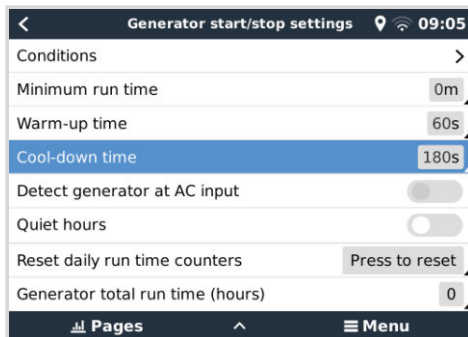 Generator start/stop settings 09:05
Conditions
Minimum run time 0m
Warm-up time 60s
Cool-down time 180s
Detect generator at AC input
Quiet hours
Reset daily run time counters Press to reset
Generator total run time (hours) 0
Pages Menu